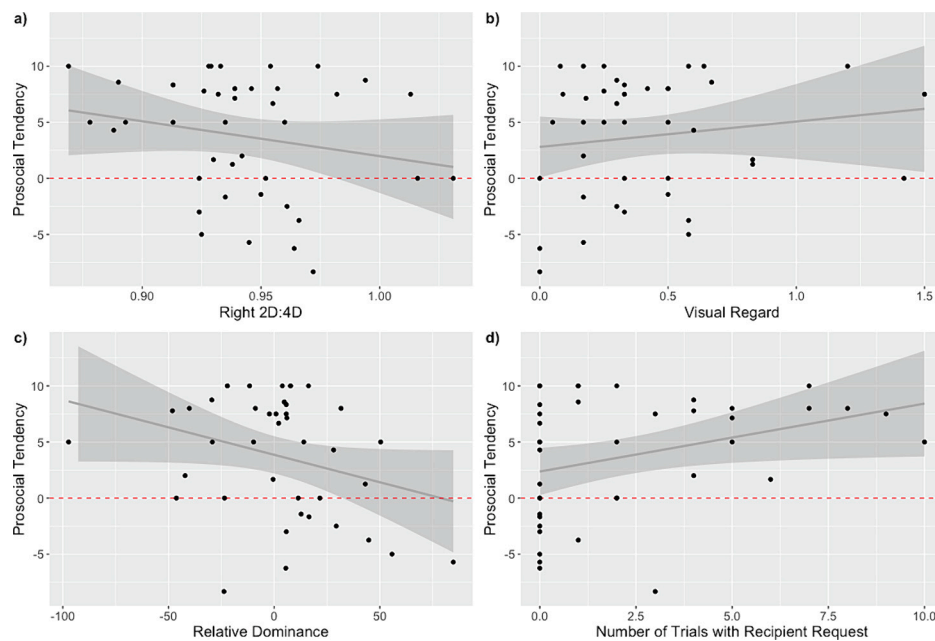 a)
Prosocial Tendency
10
5
0
-5
0.90 0.95 1.00
Right 2D:4D
b)
Prosocial Tendency
10
5
0
-5
0.0 0.5 1.0 1.5
Visual Regard
c)
Prosocial Tendency
10
5
0
-5
-100 -50 0 50
Relative Dominance
d)
Prosocial Tendency
10
5
0
-5
0.0 2.5 5.0 7.5 10.0
Number of Trials with Recipient Request